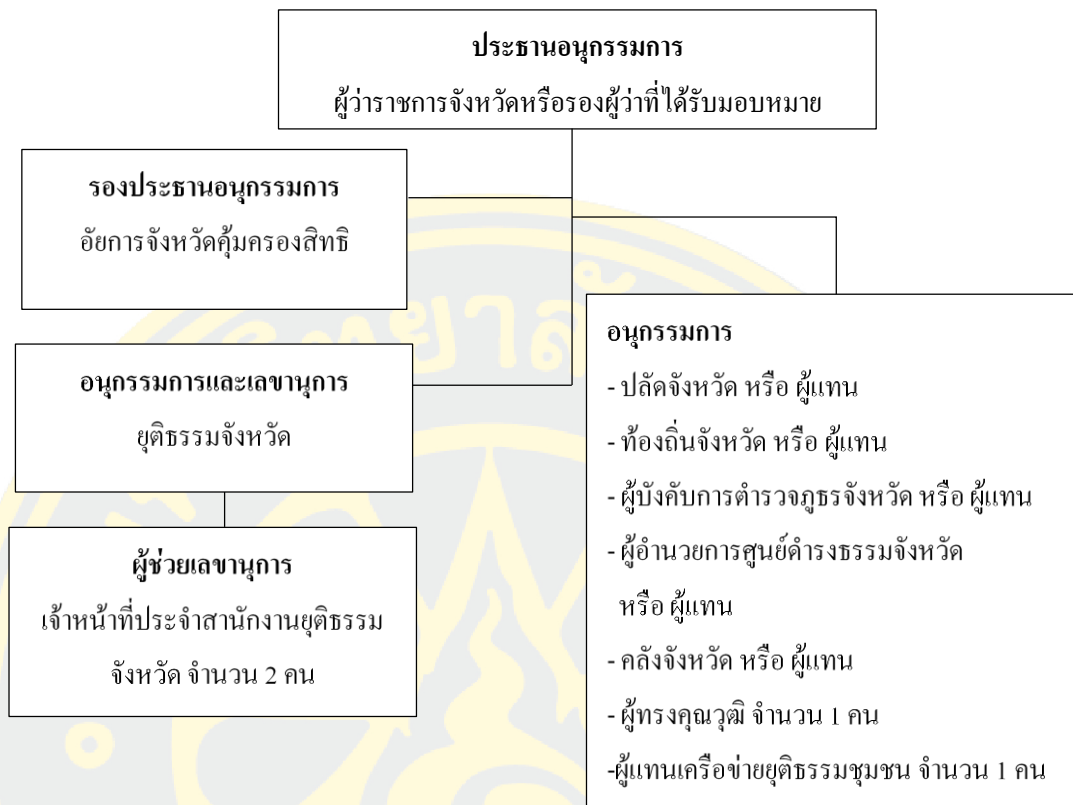 ประธานอนุกรรมการ
ผู้ว่าราชการจังหวัดหรือรองผู้ว่าที่ได้รับมอบหมาย
รองประธานอนุกรรมการ
อัยการจังหวัดคุ้มครองสิทธิ
อนุกรรมการและเลขานุการ
ยุติธรรมจังหวัด
ผู้ช่วยเลขานุการ
เจ้าหน้าที่ประจำสานักงานยุติธรรม
จังหวัด จำนวน 2 คน
อนุกรรมการ
- ปลัดจังหวัด หรือ ผู้แทน
- ท้องถิ่นจังหวัด หรือ ผู้แทน
- ผู้บังคับการตำรวจภูธรจังหวัด หรือ ผู้แทน
- ผู้อำนวยการศูนย์ดำรงธรรมจังหวัด
หรือ ผู้แทน
- คลังจังหวัด หรือ ผู้แทน
- ผู้ทรงคุณวุฒิ จำนวน 1 คน
-ผู้แทนเครือข่ายยุติธรรมชุมชน จำนวน 1 คน